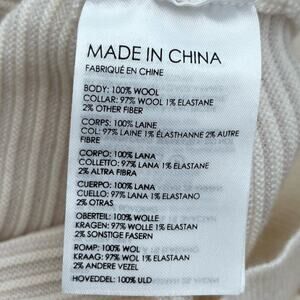 MADE IN CHINA
FABRIQUÉ EN CHINE
BODY: 100% WOOL
COLLAR: 97% WOOL 1% ELASTANE
2% OTHER FIBER
CORPS: 100% LAINE
COL: 97% LAINE 1% ÉLASTHANNE 2% AUTRE
FIBRE
CORPO: 100% LANA
COLLETTO: 97% LANA 1% ELASTANE
2% ALTRA FIBRA
CUERPO: 100% LANA
CUELLO: 97% LANA 1% ELASTANO
2% OTRAS
OBERTEIL: 100% WOLLE
KRAGEN: 97% WOLLE 1% ELASTAN
2% SONSTIGE FASERN
ROMP: 100% WOL
KRAAG: 97% WOL 1% ELASTAAN
2% ANDERE VEZEL
HOVEDDEL: 100% ULD